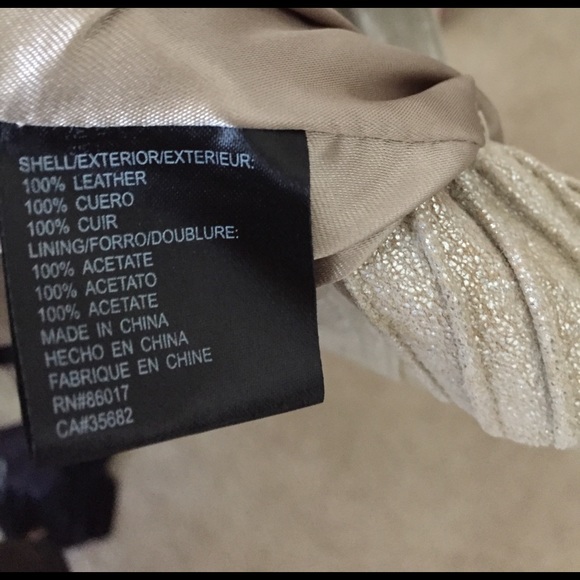 SHELL/EXTERIOR/EXTERIEUR:
100% LEATHER
100% CUERO
100% CUIR
LINING/FORRO/DOUBLURE:
100% ACETATE
100% ACETATO
100% ACETATE
MADE IN CHINA
HECHO EN CHINA
FABRIQUE EN CHINE
RN#86017
CA#35682